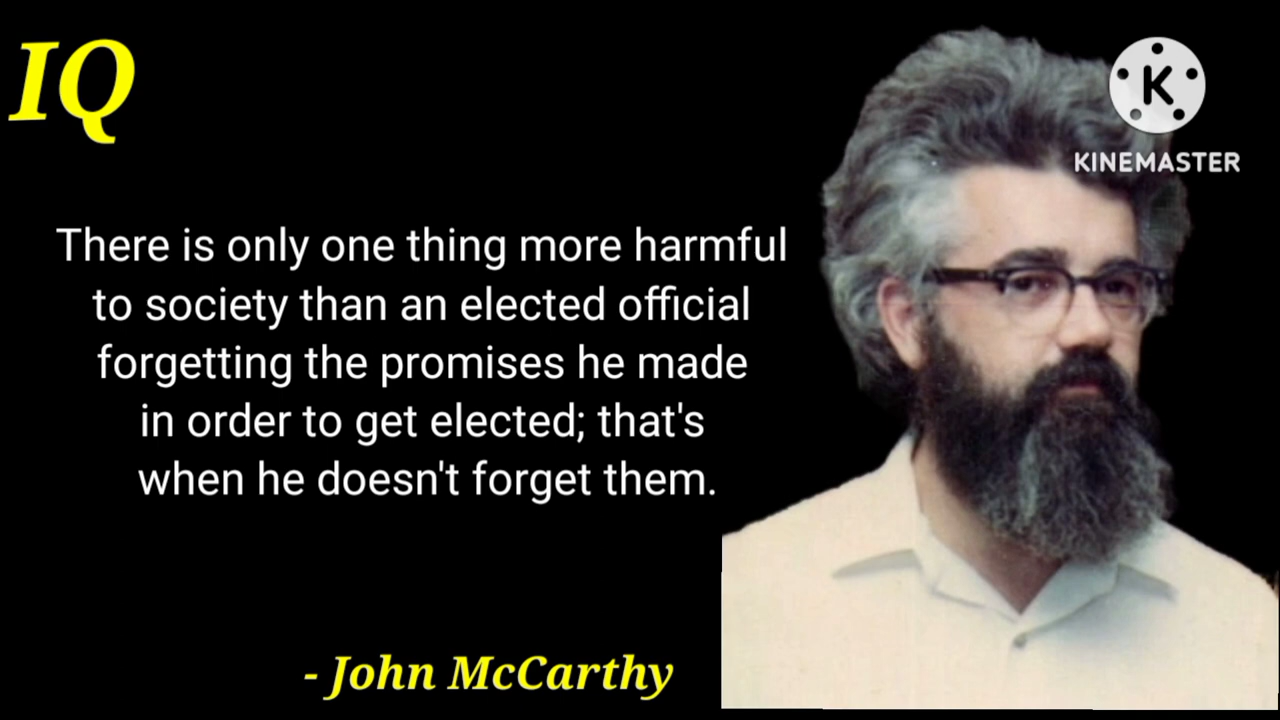 IQ
K
KINEMASTER
There is only one thing more harmful
to society than an elected official
forgetting the promises he made
in order to get elected; that's
when he doesn't forget them.
- John McCarthy